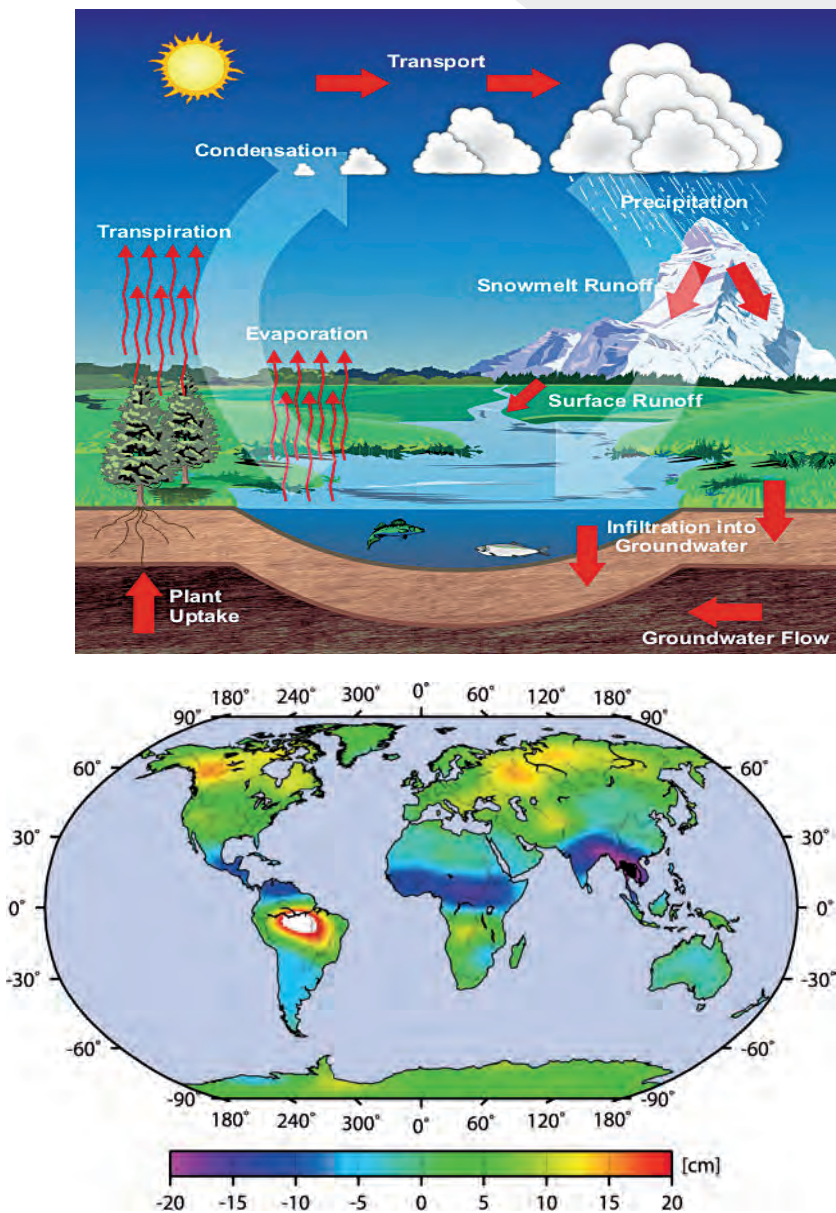 Transport
Condensation
Precipitation
Transpiration
Snowmelt Runoff
Evaporation
Surface Runoff
Infiltration into
Groundwater
Plant
Uptake
Groundwater Flow
180° 240° 300° 0° 60° 120° 180°
90° 90°
60° 60°
30° 30°
0° 0°
-30° -30°
-60° -60°
-90 -90°
180° 240° 300° 0° 60° 120° 180°
[cm]
-20 -15 -10 -5 0 5 10 15 20